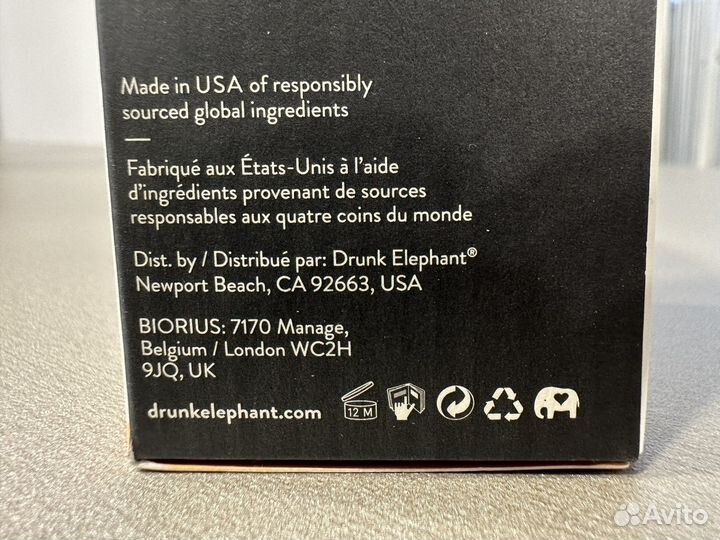 Made in USA of responsibly
sourced global ingredients
Fabriqué aux États-Unis à l'aide
d'ingrédients provenant de sources
responsables aux quatre coins du monde
Dist. by / Distribué par: Drunk Elephant®
Newport Beach, CA 92663, USA
BIORIUS: 7170 Manage,
Belgium / London WC2H
9JQ, UK
drunkelephant.com
12 M
Avito